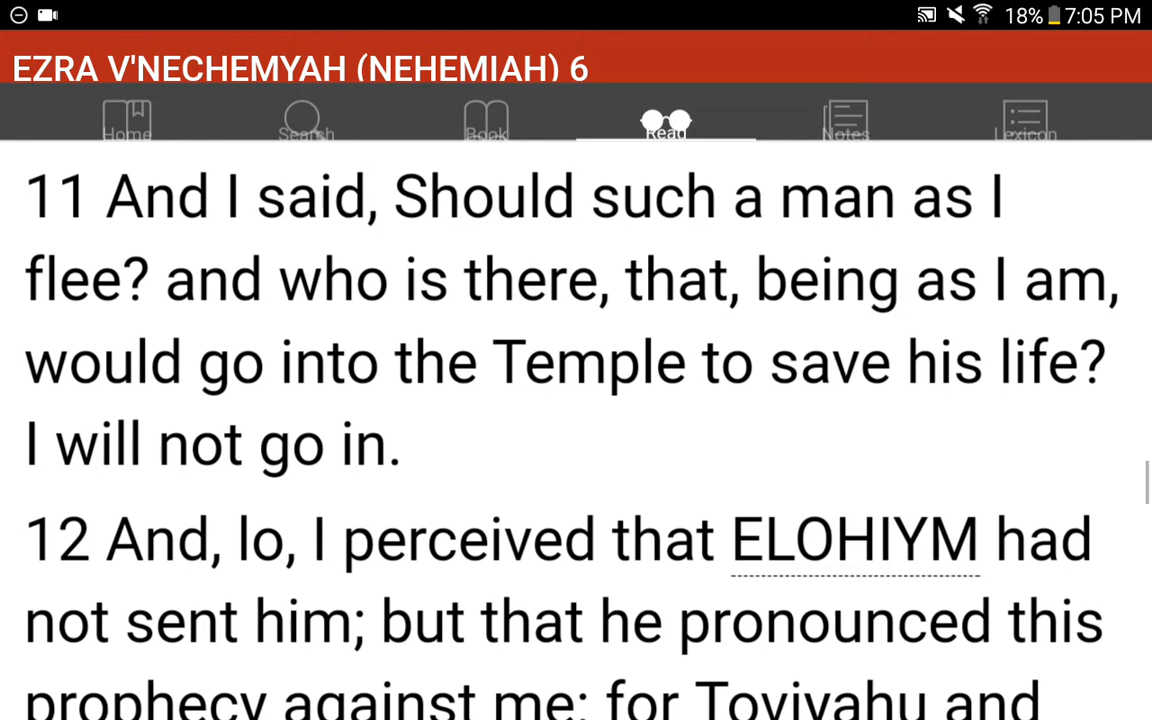 18% 7:05 PM
EZRA V'NECHEMYAH (NEHEMIAH) 6
Home Search Book Read Notes Lexicon
11 And I said, Should such a man as I
flee? and who is there, that, being as I am,
would go into the Temple to save his life?
I will not go in.
12 And, lo, I perceived that ELOHIYM had
not sent him; but that he pronounced this
prophecy against me: for Toviyahu and